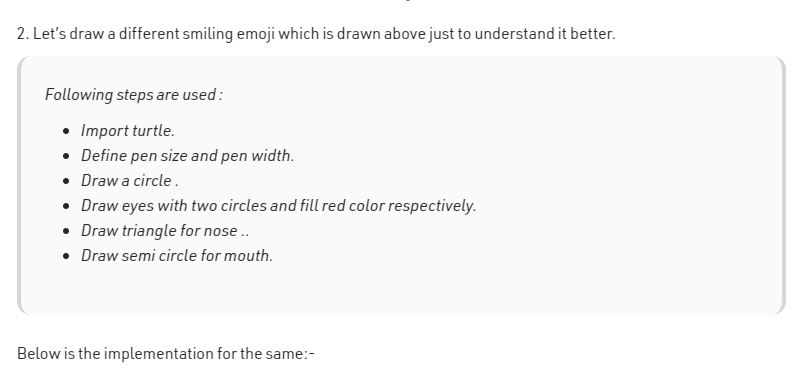 2. Let's draw a different smiling emoji which is drawn above just to understand it better.
Following steps are used :
• Import turtle.
• Define pen size and pen width.
• Draw a circle .
• Draw eyes with two circles and fill red color respectively.
• Draw triangle for nose ..
• Draw semi circle for mouth.
Below is the implementation for the same:-